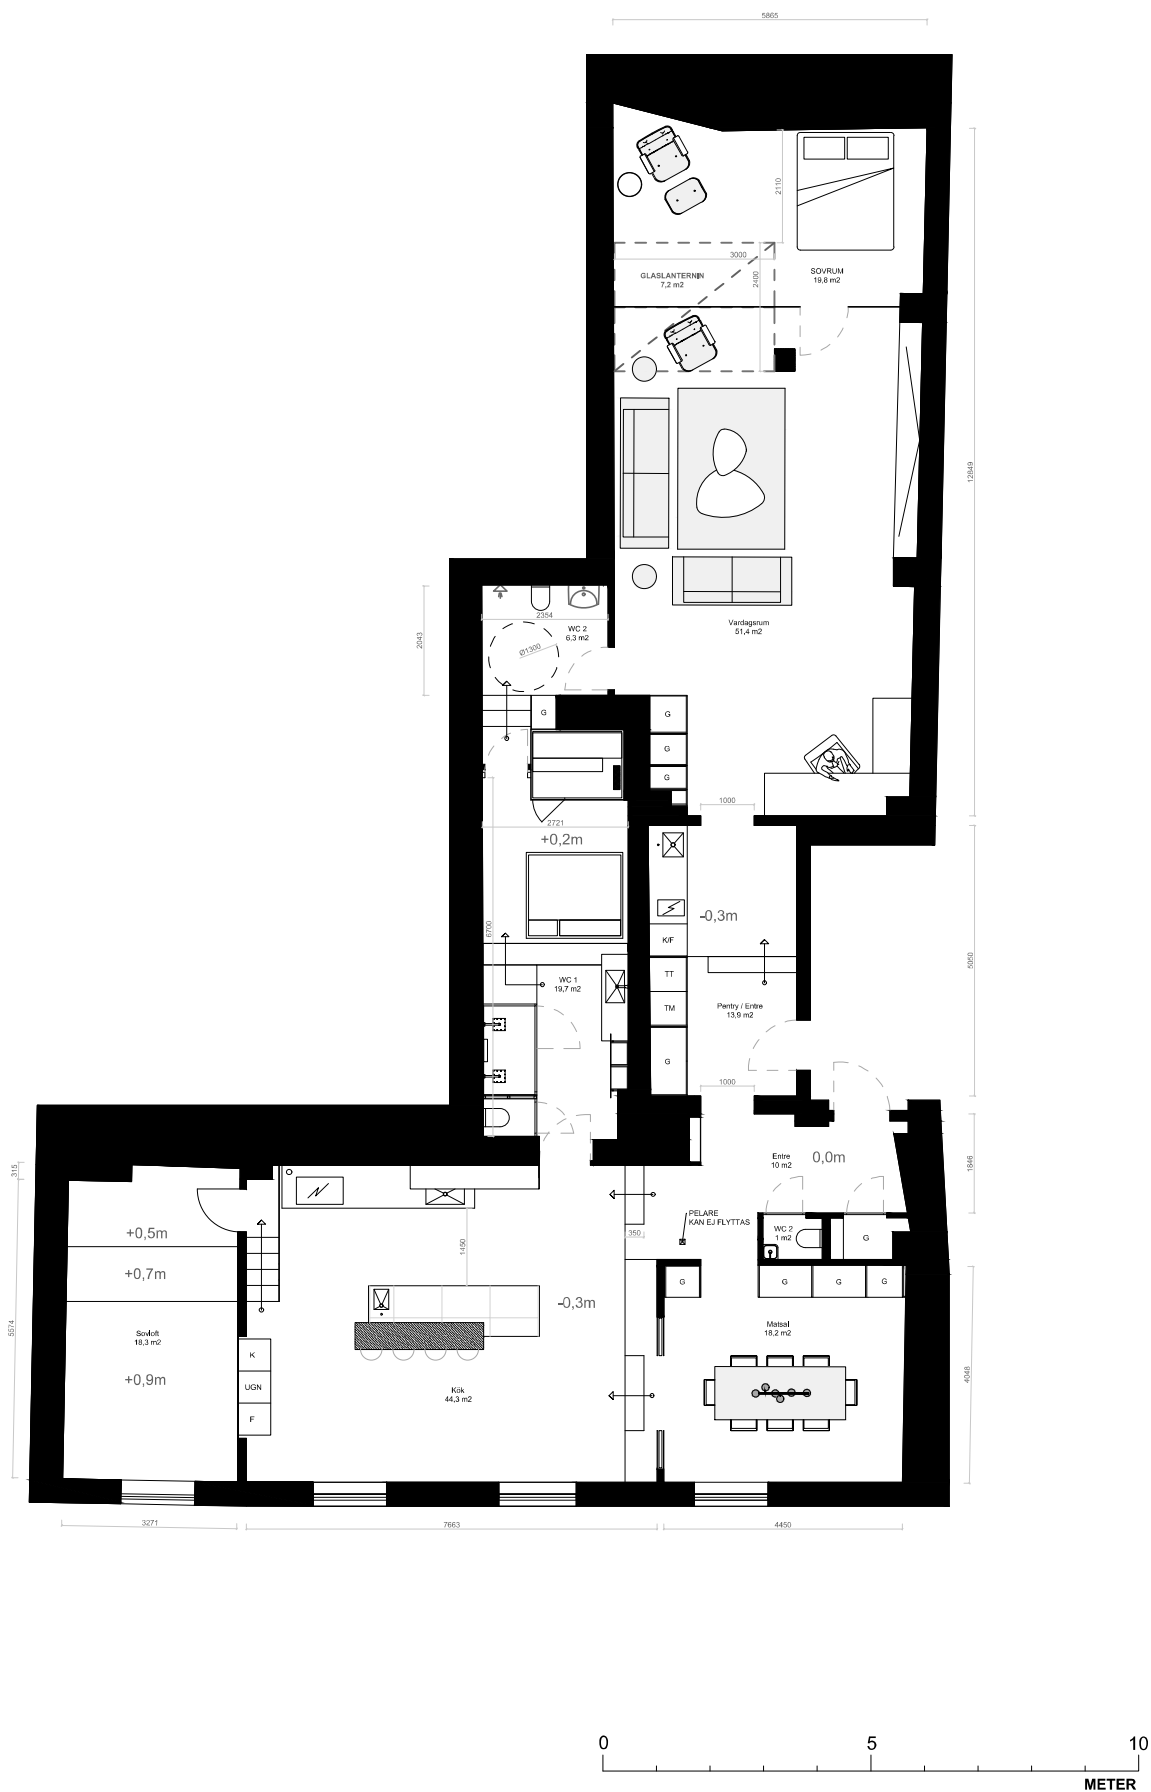 5865
2110
3000
GLASLANTERNIN
7,2 m2
2400
SOVRUM
19,8 m2
12849
2354
WC 2
6,3 m2
2043
Ø1300
Vardagsrum
51,4 m2
G
G
G
G
1000
2721
+0,2m
-0,3m
6700
K/F
5050
TT
WC 1
19,7 m2
TM
Pentry / Entre
13,9 m2
G
1000
315
Entre
10 m2
0,0m
1846
PELARE
KAN EJ FLYTTAS
350
WC 2
1 m2
G
+0,5m
1450
+0,7m
G
G
G
G
-0,3m
5574
Sovloft
18,3 m2
Matsal
18,2 m2
K
+0,9m
UGN
Kök
44,3 m2
4048
F
3271
7663
4450
0
5
10
METER